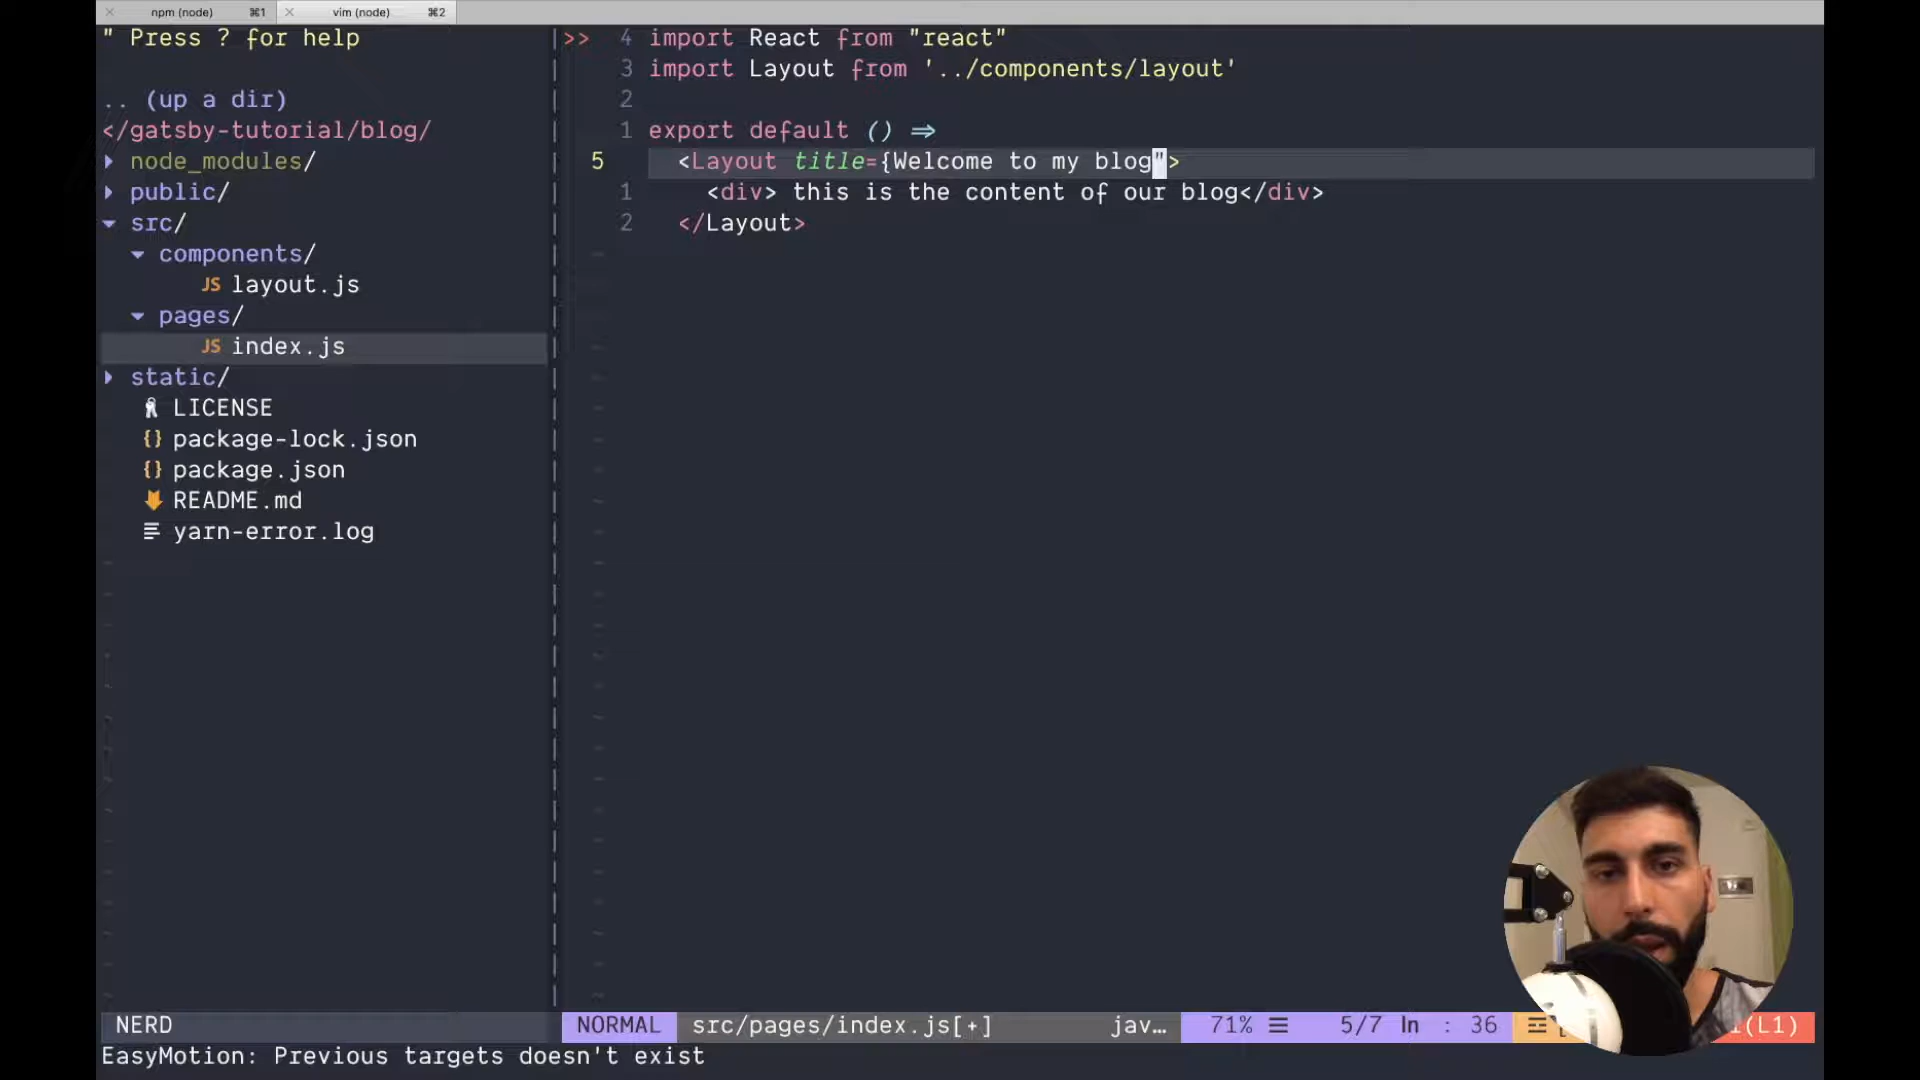 npm (node) ⌘1 vim (node) ⌘2
" Press ? for help
.. (up a dir)
</gatsby-tutorial/blog/
node_modules/
public/
src/
components/
JS layout.js
pages/
JS index.js
static/
LICENSE
{} package-lock.json
{} package.json
README.md
yarn-error.log
>> 4 import React from "react"
3 import Layout from '../components/layout'
2
1 export default () =>
5 <Layout title={Welcome to my blog">
1 <div> this is the content of our blog</div>
2 </Layout>
NERD
NORMAL src/pages/index.js[+] jav… 71% ☰ 5/7 ln : 36 (L1)
EasyMotion: Previous targets doesn't exist